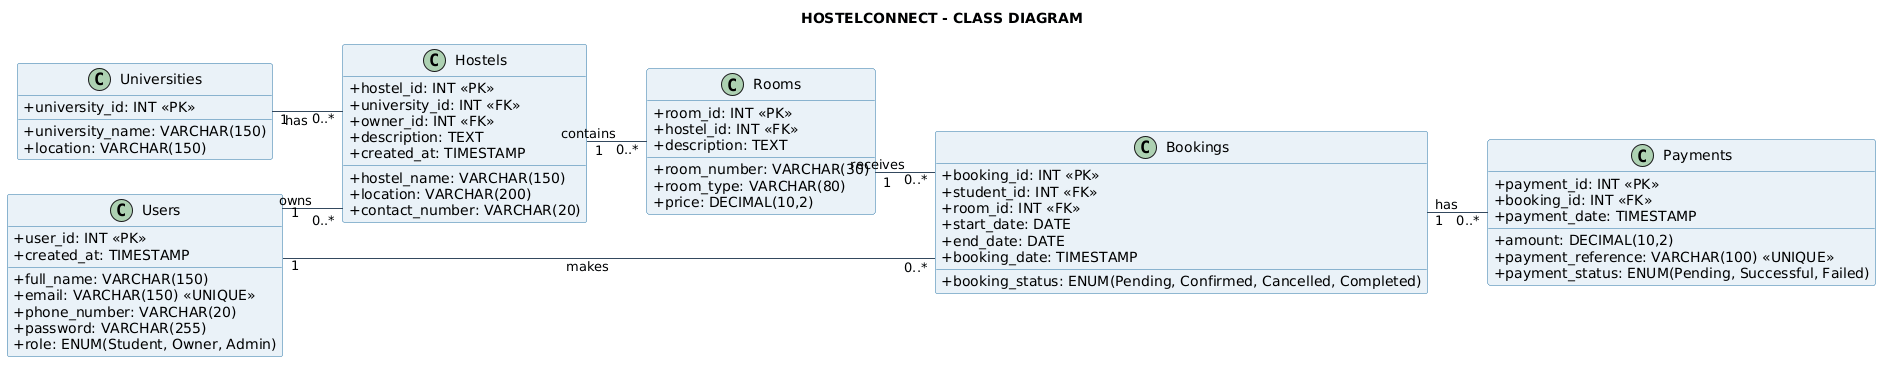 HOSTELCONNECT - CLASS DIAGRAM
C Universities
+university_id: INT «PK»
+university_name: VARCHAR(150)
+location: VARCHAR(150)
1
has
0..*
C Hostels
+hostel_id: INT «PK»
+university_id: INT «FK»
+owner_id: INT «FK»
+description: TEXT
+created_at: TIMESTAMP
+hostel_name: VARCHAR(150)
+location: VARCHAR(200)
+contact_number: VARCHAR(20)
contains
1
0..*
C Rooms
+room_id: INT «PK»
+hostel_id: INT «FK»
+description: TEXT
+room_number: VARCHAR(30)
+room_type: VARCHAR(80)
+price: DECIMAL(10,2)
receives
1
0..*
C Bookings
+booking_id: INT «PK»
+student_id: INT «FK»
+room_id: INT «FK»
+start_date: DATE
+end_date: DATE
+booking_date: TIMESTAMP
+booking_status: ENUM(Pending, Confirmed, Cancelled, Completed)
has
1
0..*
C Payments
+payment_id: INT «PK»
+booking_id: INT «FK»
+payment_date: TIMESTAMP
+amount: DECIMAL(10,2)
+payment_reference: VARCHAR(100) «UNIQUE»
+payment_status: ENUM(Pending, Successful, Failed)
C Users
+user_id: INT «PK»
+created_at: TIMESTAMP
+full_name: VARCHAR(150)
+email: VARCHAR(150) «UNIQUE»
+phone_number: VARCHAR(20)
+password: VARCHAR(255)
+role: ENUM(Student, Owner, Admin)
owns
1
0..*
1
makes
0..*